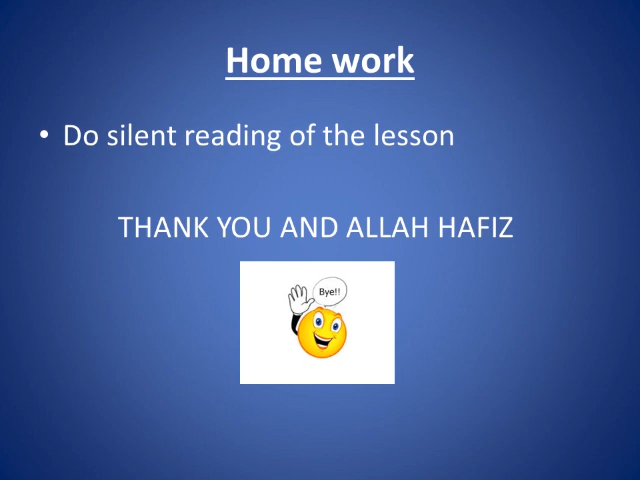 Home work
• Do silent reading of the lesson
THANK YOU AND ALLAH HAFIZ
Bye!!